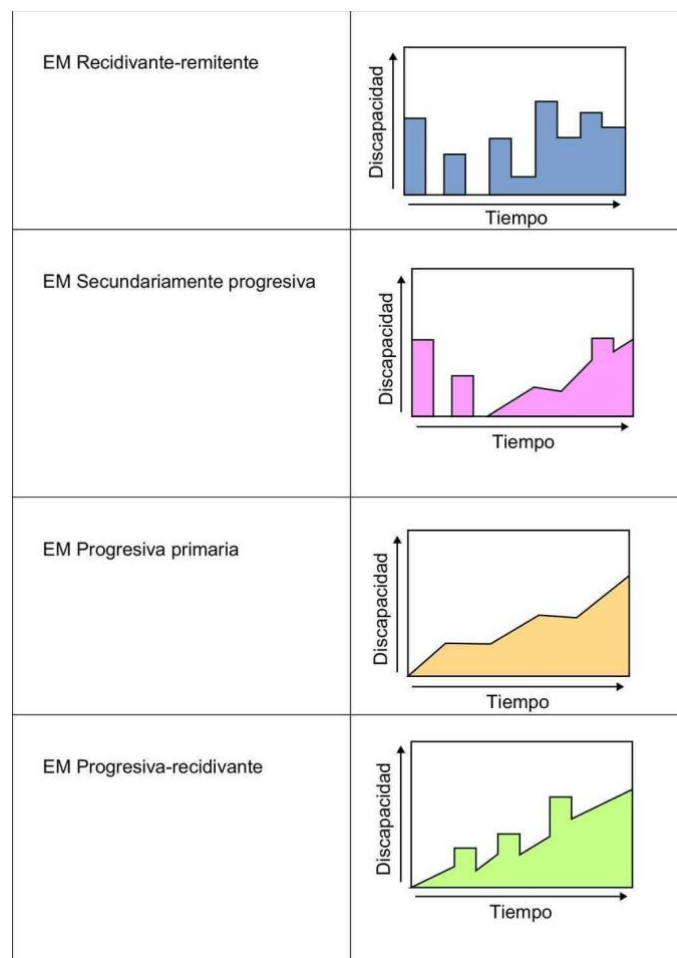 EM Recidivante-remitente
Discapacidad
Tiempo
EM Secundariamente progresiva
Discapacidad
Tiempo
EM Progresiva primaria
Discapacidad
Tiempo
EM Progresiva-recidivante
Discapacidad
Tiempo